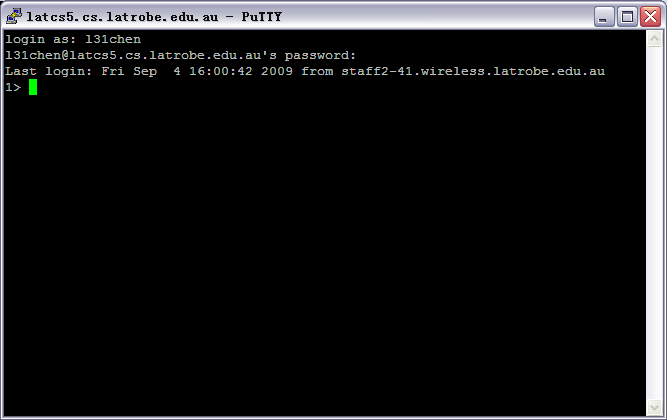 latcs5.cs.latrobe.edu.au - PuTTY
login as: l31chen
l31chen@latcs5.cs.latrobe.edu.au's password:
Last login: Fri Sep  4 16:00:42 2009 from staff2-41.wireless.latrobe.edu.au
1>